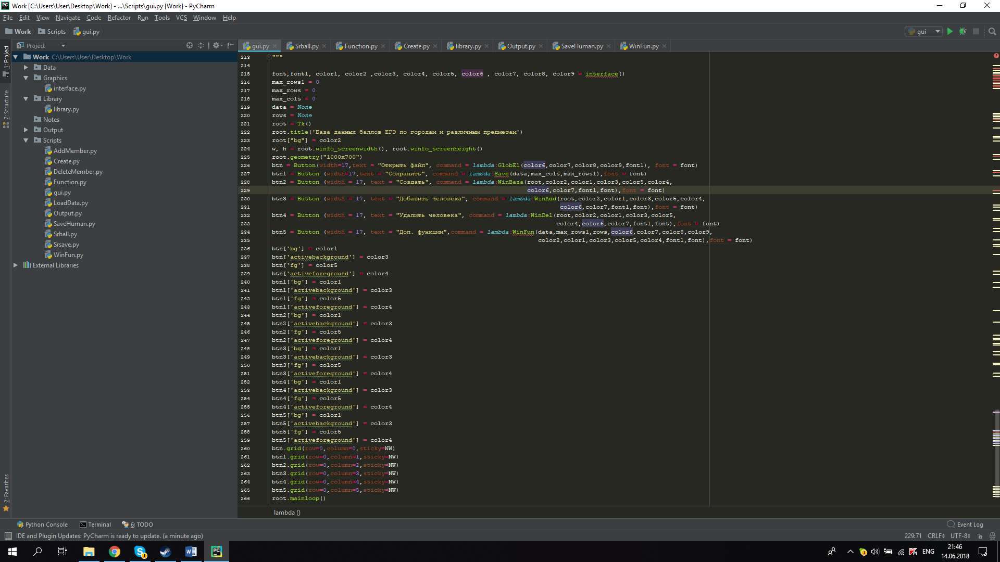 Work [C:\Users\User\Desktop\Work] - ...\Scripts\gui.py [Work] - PyCharm
File Edit View Navigate Code Refactor Run Tools VCS Window Help
Work Scripts gui.py gui
Project gui.py Srball.py Function.py Create.py library.py Output.py SaveHuman.py WinFun.py
1: Project
7: Structure
2: Favorites
Work C:\Users\User\Desktop\Work
Data
Graphics
interface.py
Library
library.py
Notes
Output
Scripts
AddMember.py
Create.py
DeleteMember.py
Function.py
gui.py
LoadData.py
Output.py
SaveHuman.py
Srball.py
Srsave.py
WinFun.py
External Libraries
213 """
214
215 font,font1, color1, color2 ,color3, color4, color5, color6 , color7, color8, color9 = interface()
216 max_rows1 = 0
217 max_rows = 0
218 max_cols = 0
219 data = None
220 rows = None
221 root = Tk()
222 root.title('База данных баллов ЕГЭ по городам и различным предметам')
223 root["bg"] = color2
224 w, h = root.winfo_screenwidth(), root.winfo_screenheight()
225 root.geometry("1000x700")
226 btn = Button(width=17,text = "Открыть файл", command = lambda:GlobEl(color6,color7,color8,color9,font1), font = font)
227 btn1 = Button (width=17,text = "Сохранить", command = lambda:Save(data,max_cols,max_rows1),font = font)
228 btn2 = Button (width = 17, text = "Создать", command = lambda:WinBaza(root,color2,color1,color3,color5,color4,
229 color6,color7,font1,font),font = font)
230 btn3 = Button (width = 17, text = "Добавить человека", command = lambda:WinAdd(root,color2,color1,color3,color5,color4,
231 color6,color7,font1,font),font = font)
232 btn4 = Button (width = 17, text = "Удалить человека", command = lambda:WinDel(root,color2,color1,color3,color5,
233 color4,color6,color7,font1,font),font = font)
234 btn5 = Button (width = 17, text = "Доп. функции",command = lambda:WinFun(data,max_rows1,rows,color6,color7,color8,color9,
235 color2,color1,color3,color5,color4,font1,font),font = font)
236 btn['bg'] = color1
237 btn['activebackground'] = color3
238 btn['fg'] = color5
239 btn['activeforeground'] = color4
240 btn1['bg'] = color1
241 btn1['activebackground'] = color3
242 btn1['fg'] = color5
243 btn1['activeforeground'] = color4
244 btn2['bg'] = color1
245 btn2['activebackground'] = color3
246 btn2['fg'] = color5
247 btn2['activeforeground'] = color4
248 btn3['bg'] = color1
249 btn3['activebackground'] = color3
250 btn3['fg'] = color5
251 btn3['activeforeground'] = color4
252 btn4['bg'] = color1
253 btn4['activebackground'] = color3
254 btn4['fg'] = color5
255 btn4['activeforeground'] = color4
256 btn5['bg'] = color1
257 btn5['activebackground'] = color3
258 btn5['fg'] = color5
259 btn5['activeforeground'] = color4
260 btn.grid(row=0,column=0,sticky=NW)
261 btn1.grid(row=0,column=1,sticky=NW)
262 btn2.grid(row=0,column=2,sticky=NW)
263 btn3.grid(row=0,column=3,sticky=NW)
264 btn4.grid(row=0,column=4,sticky=NW)
265 btn5.grid(row=0,column=5,sticky=NW)
266 root.mainloop()
lambda ()
Python Console Terminal 6: TODO Event Log
IDE and Plugin Updates: PyCharm is ready to update. (a minute ago) 229:71 CRLF UTF-8
ENG 21:46
14.06.2018